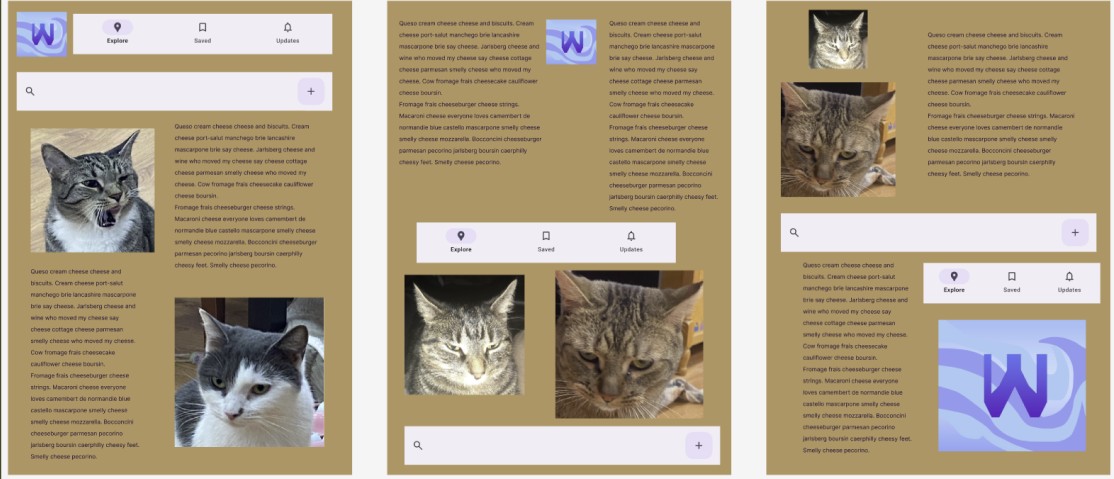 W
Explore
Saved
Updates
Queso cream cheese cheese and biscuits. Cream
cheese port-salut manchego brie lancashire
mascarpone brie say cheese. Jarlsberg cheese and
wine who moved my cheese say cheese cottage
cheese parmesan smelly cheese who moved my
cheese. Cow fromage frais cheesecake cauliflower
cheese boursin.
Fromage frais cheeseburger cheese strings.
Macaroni cheese everyone loves camembert de
normandie blue castello mascarpone smelly cheese
smelly cheese mozzarella. Bocconcini cheeseburger
parmesan pecorino jarlsberg boursin caerphilly
cheesy feet. Smelly cheese pecorino.
Queso cream cheese cheese and
biscuits. Cream cheese port-salut
manchego brie lancashire mascarpone
brie say cheese. Jarlsberg cheese and
wine who moved my cheese say
cheese cottage cheese parmesan
smelly cheese who moved my cheese.
Cow fromage frais cheesecake
cauliflower cheese boursin.
Fromage frais cheeseburger cheese
strings. Macaroni cheese everyone
loves camembert de normandie blue
castello mascarpone smelly cheese
smelly cheese mozzarella. Bocconcini
cheeseburger parmesan pecorino
jarlsberg boursin caerphilly cheesy feet.
Smelly cheese pecorino.
Queso cream cheese cheese and biscuits. Cream
cheese port-salut manchego brie lancashire
mascarpone brie say cheese. Jarlsberg cheese and
wine who moved my cheese say cheese cottage
cheese parmesan smelly cheese who moved my
cheese. Cow fromage frais cheesecake cauliflower
cheese boursin.
Fromage frais cheeseburger cheese strings.
Macaroni cheese everyone loves camembert de
normandie blue castello mascarpone smelly cheese
smelly cheese mozzarella. Bocconcini cheeseburger
parmesan pecorino jarlsberg boursin caerphilly
cheesy feet. Smelly cheese pecorino.
W
Queso cream cheese cheese and
biscuits. Cream cheese port-salut
manchego brie lancashire mascarpone
brie say cheese. Jarlsberg cheese and
wine who moved my cheese say
cheese cottage cheese parmesan
smelly cheese who moved my cheese.
Cow fromage frais cheesecake
cauliflower cheese boursin.
Fromage frais cheeseburger cheese
strings. Macaroni cheese everyone
loves camembert de normandie blue
castello mascarpone smelly cheese
smelly cheese mozzarella. Bocconcini
cheeseburger parmesan pecorino
jarlsberg boursin caerphilly cheesy feet.
Smelly cheese pecorino.
Explore
Saved
Updates
Queso cream cheese cheese and biscuits. Cream
cheese port-salut manchego brie lancashire
mascarpone brie say cheese. Jarlsberg cheese and
wine who moved my cheese say cheese cottage
cheese parmesan smelly cheese who moved my
cheese. Cow fromage frais cheesecake cauliflower
cheese boursin.
Fromage frais cheeseburger cheese strings.
Macaroni cheese everyone loves camembert de
normandie blue castello mascarpone smelly cheese
smelly cheese mozzarella. Bocconcini cheeseburger
parmesan pecorino jarlsberg boursin caerphilly
cheesy feet. Smelly cheese pecorino.
Queso cream cheese cheese and
biscuits. Cream cheese port-salut
manchego brie lancashire mascarpone
brie say cheese. Jarlsberg cheese and
wine who moved my cheese say
cheese cottage cheese parmesan
smelly cheese who moved my cheese.
Cow fromage frais cheesecake
cauliflower cheese boursin.
Fromage frais cheeseburger cheese
strings. Macaroni cheese everyone
loves camembert de normandie blue
castello mascarpone smelly cheese
smelly cheese mozzarella. Bocconcini
cheeseburger parmesan pecorino
jarlsberg boursin caerphilly cheesy feet.
Smelly cheese pecorino.
Explore
Saved
Updates
W